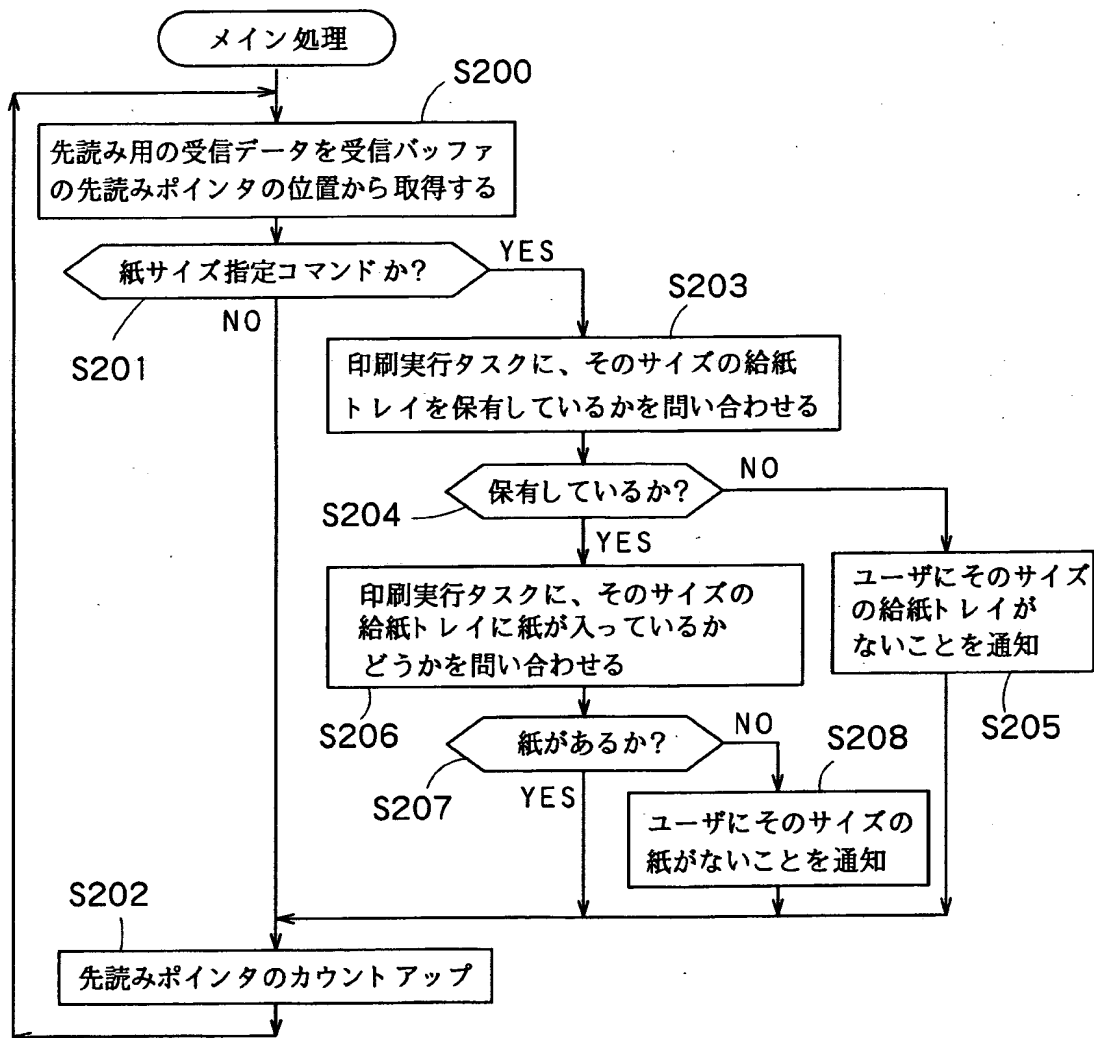 メイン処理
S200
先読み用の受信データを受信バッファ
の先読みポインタの位置から取得する
紙サイズ指定コマンドか?
YES
NO
S201
S203
印刷実行タスクに、そのサイズの給紙
トレイを保有しているかを問い合わせる
保有しているか?
NO
S204
YES
印刷実行タスクに、そのサイズの
給紙トレイに紙が入っているか
どうかを問い合わせる
ユーザにそのサイズ
の給紙トレイが
ないことを通知
S206
S205
紙があるか?
NO
S208
S207
YES
ユーザにそのサイズの
紙がないことを通知
S202
先読みポインタのカウントアップ